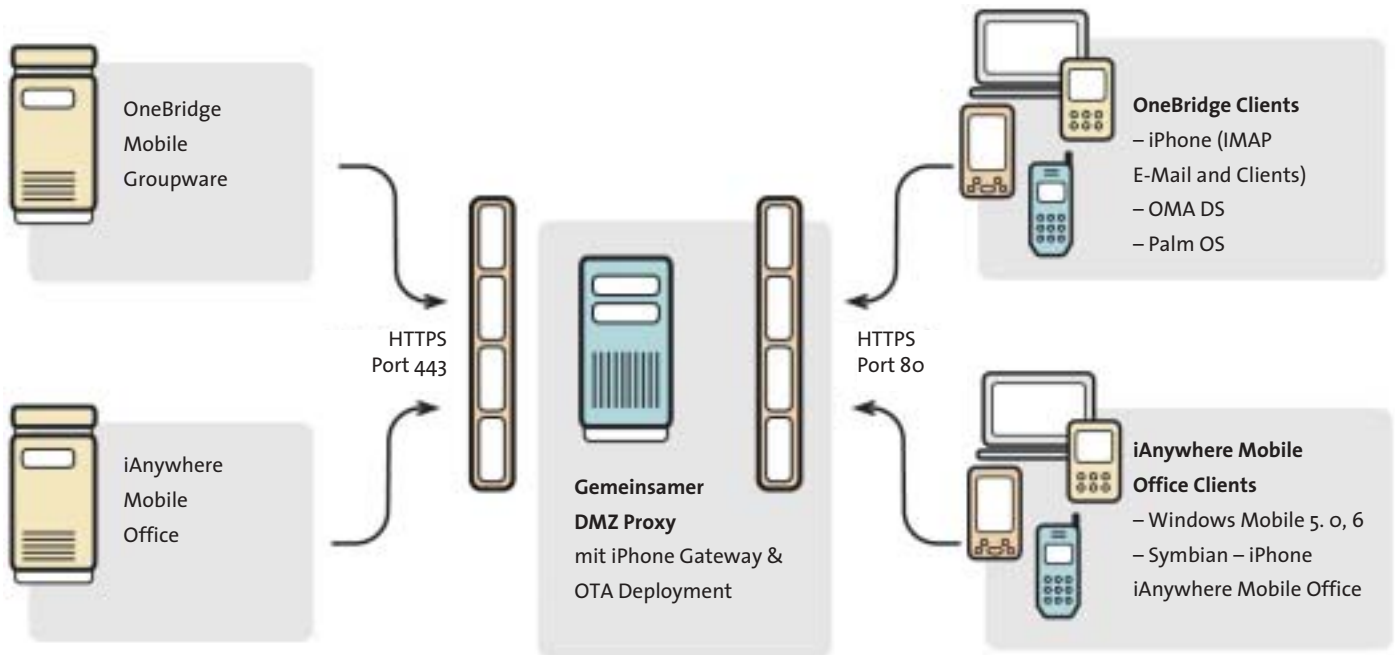 OneBridge
Mobile
Groupware
iAnywhere
Mobile
Office
HTTPS
Port 443
Gemeinsamer
DMZ Proxy
mit iPhone Gateway &
OTA Deployment
HTTPS
Port 80
OneBridge Clients
– iPhone (IMAP
E-Mail and Clients)
– OMA DS
– Palm OS
iAnywhere Mobile
Office Clients
– Windows Mobile 5. 0, 6
– Symbian – iPhone
iAnywhere Mobile Office